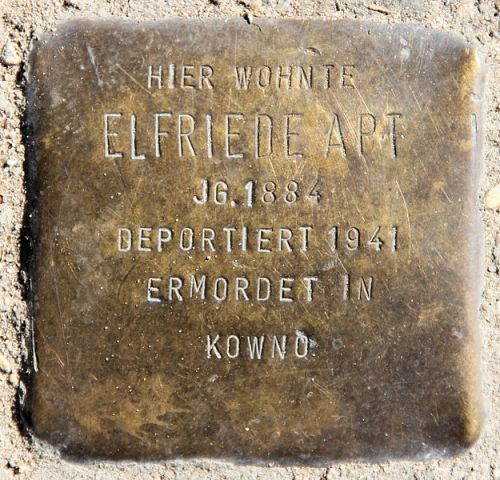 HIER WOHNTE
ELFRIEDE APT
JG. 1884
DEPORTIERT 1941
ERMORDET IN
KOWNO